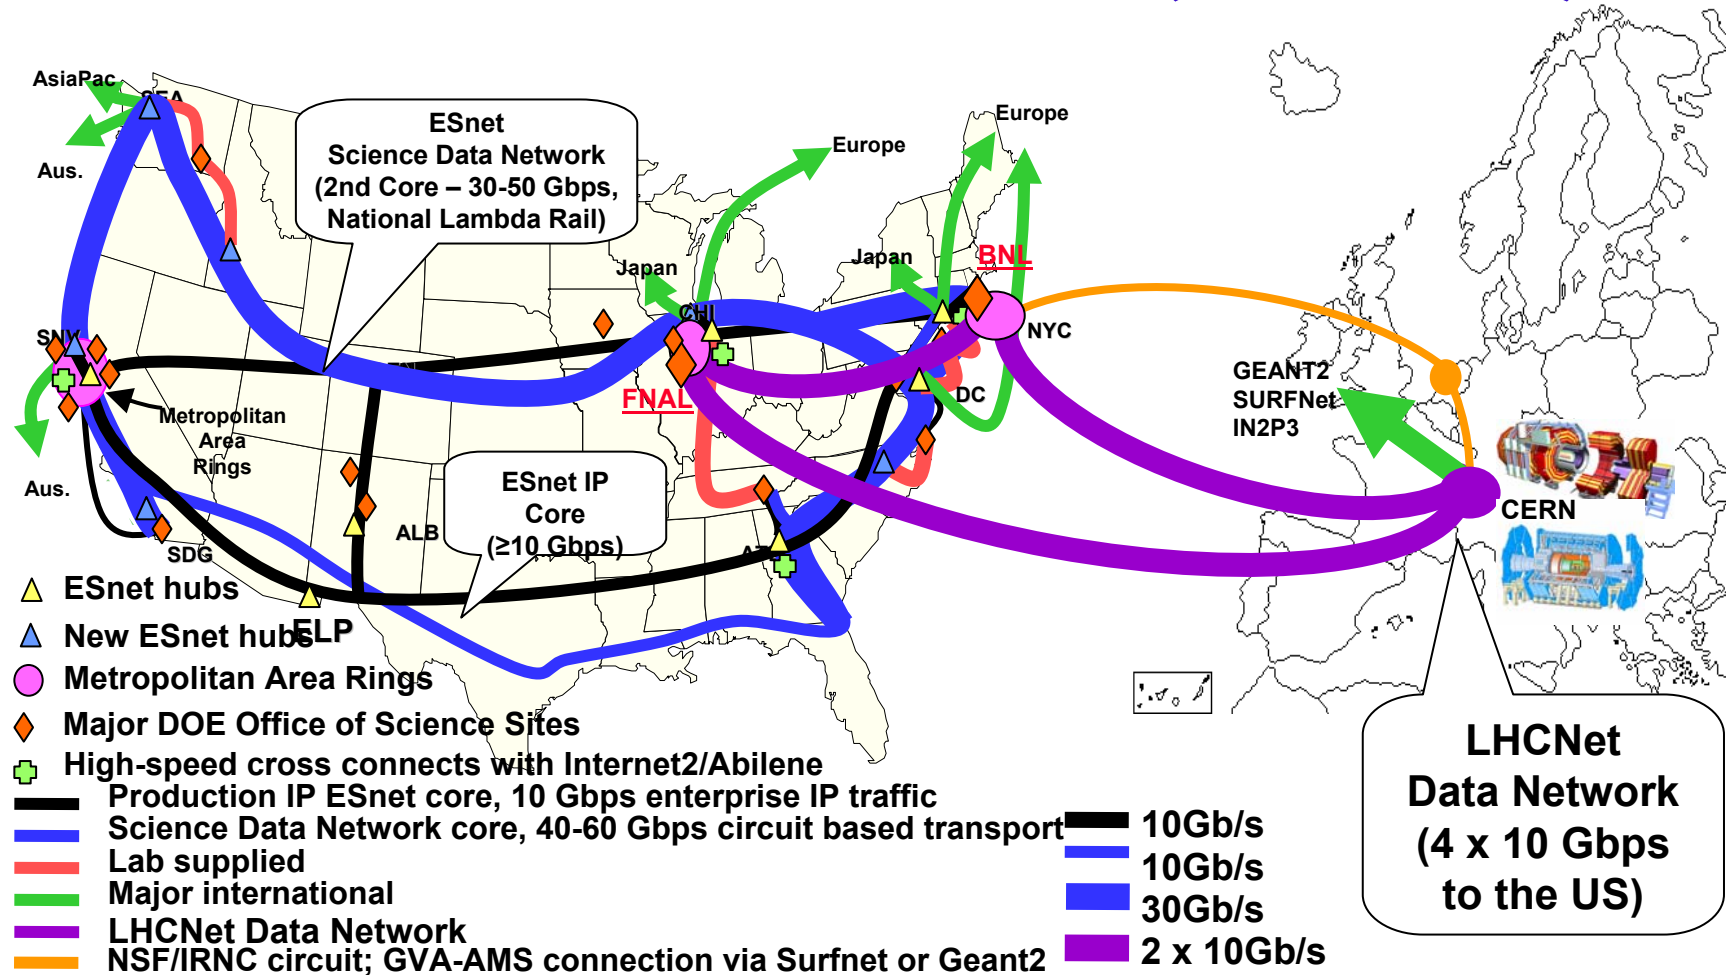 AsiaPac
SEA
Aus.
ESnet
Science Data Network
(2nd Core – 30-50 Gbps,
National Lambda Rail)
Europe
Europe
Japan
Japan
BNL
CHI
NYC
SNV
FNAL
DC
Metropolitan
Area
Rings
Aus.
GEANT2
SURFNet
IN2P3
CERN
ESnet IP
Core
(≥10 Gbps)
ALB
SDG
ELP
ESnet hubs
New ESnet hubs
Metropolitan Area Rings
Major DOE Office of Science Sites
High-speed cross connects with Internet2/Abilene
Production IP ESnet core, 10 Gbps enterprise IP traffic
Science Data Network core, 40-60 Gbps circuit based transport
Lab supplied
Major international
LHCNet Data Network
NSF/IRNC circuit; GVA-AMS connection via Surfnet or Geant2
10Gb/s
10Gb/s
30Gb/s
2 x 10Gb/s
LHCNet
Data Network
(4 x 10 Gbps
to the US)